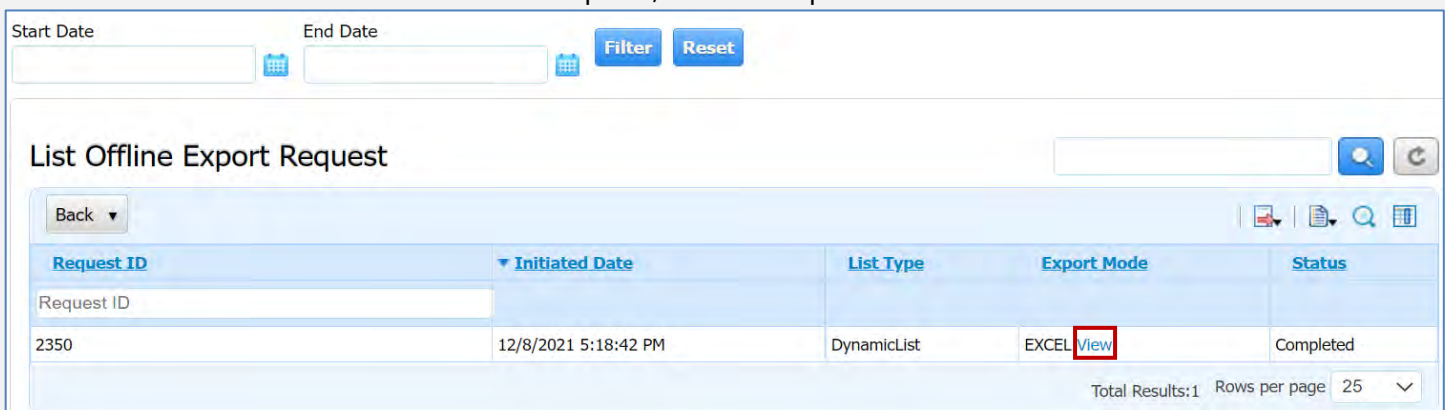 Start Date End Date
Filter Reset
List Offline Export Request
Back
Request ID Initiated Date List Type Export Mode Status
Request ID
2350 12/8/2021 5:18:42 PM DynamicList EXCEL View Completed
Total Results:1 Rows per page 25